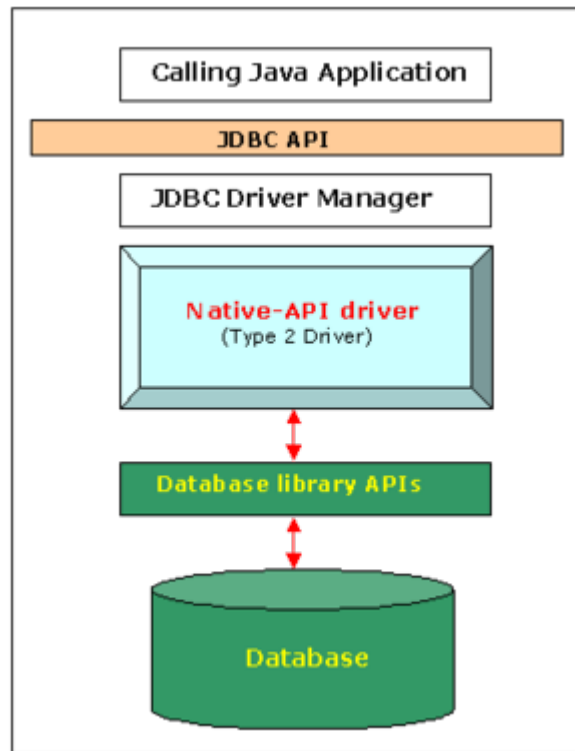 Calling Java Application
JDBC API
JDBC Driver Manager
Native-API driver
(Type 2 Driver)
Database library APIs
Database